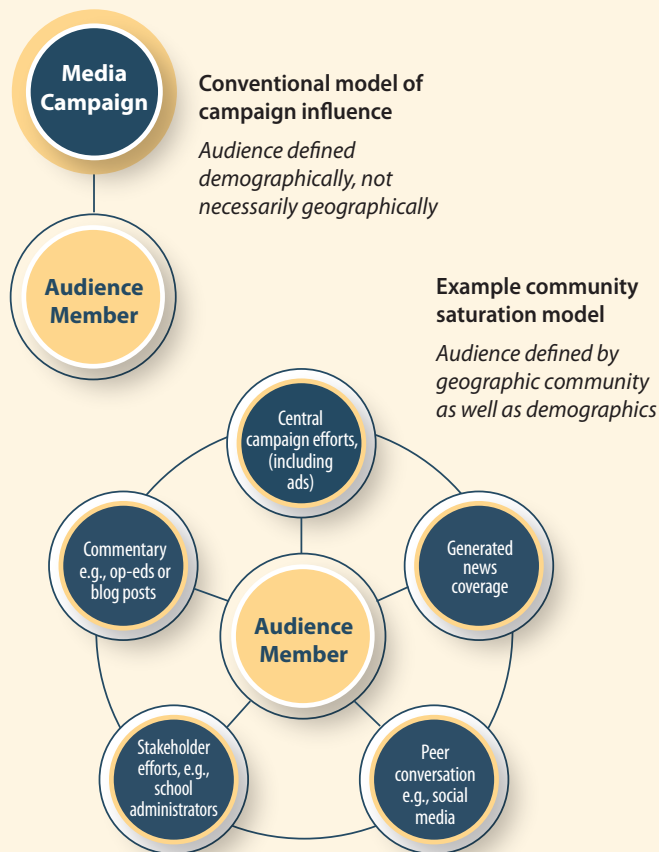 Media
Campaign
Conventional model of
campaign influence
Audience defined
demographically, not
necessarily geographically
Audience
Member
Example community
saturation model
Audience defined by
geographic community
as well as demographics
Central
campaign efforts,
(including
ads)
Commentary
e.g., op-eds or
blog posts
Generated
news
coverage
Audience
Member
Stakeholder
efforts, e.g.,
school
administrators
Peer
conversation
e.g., social
media